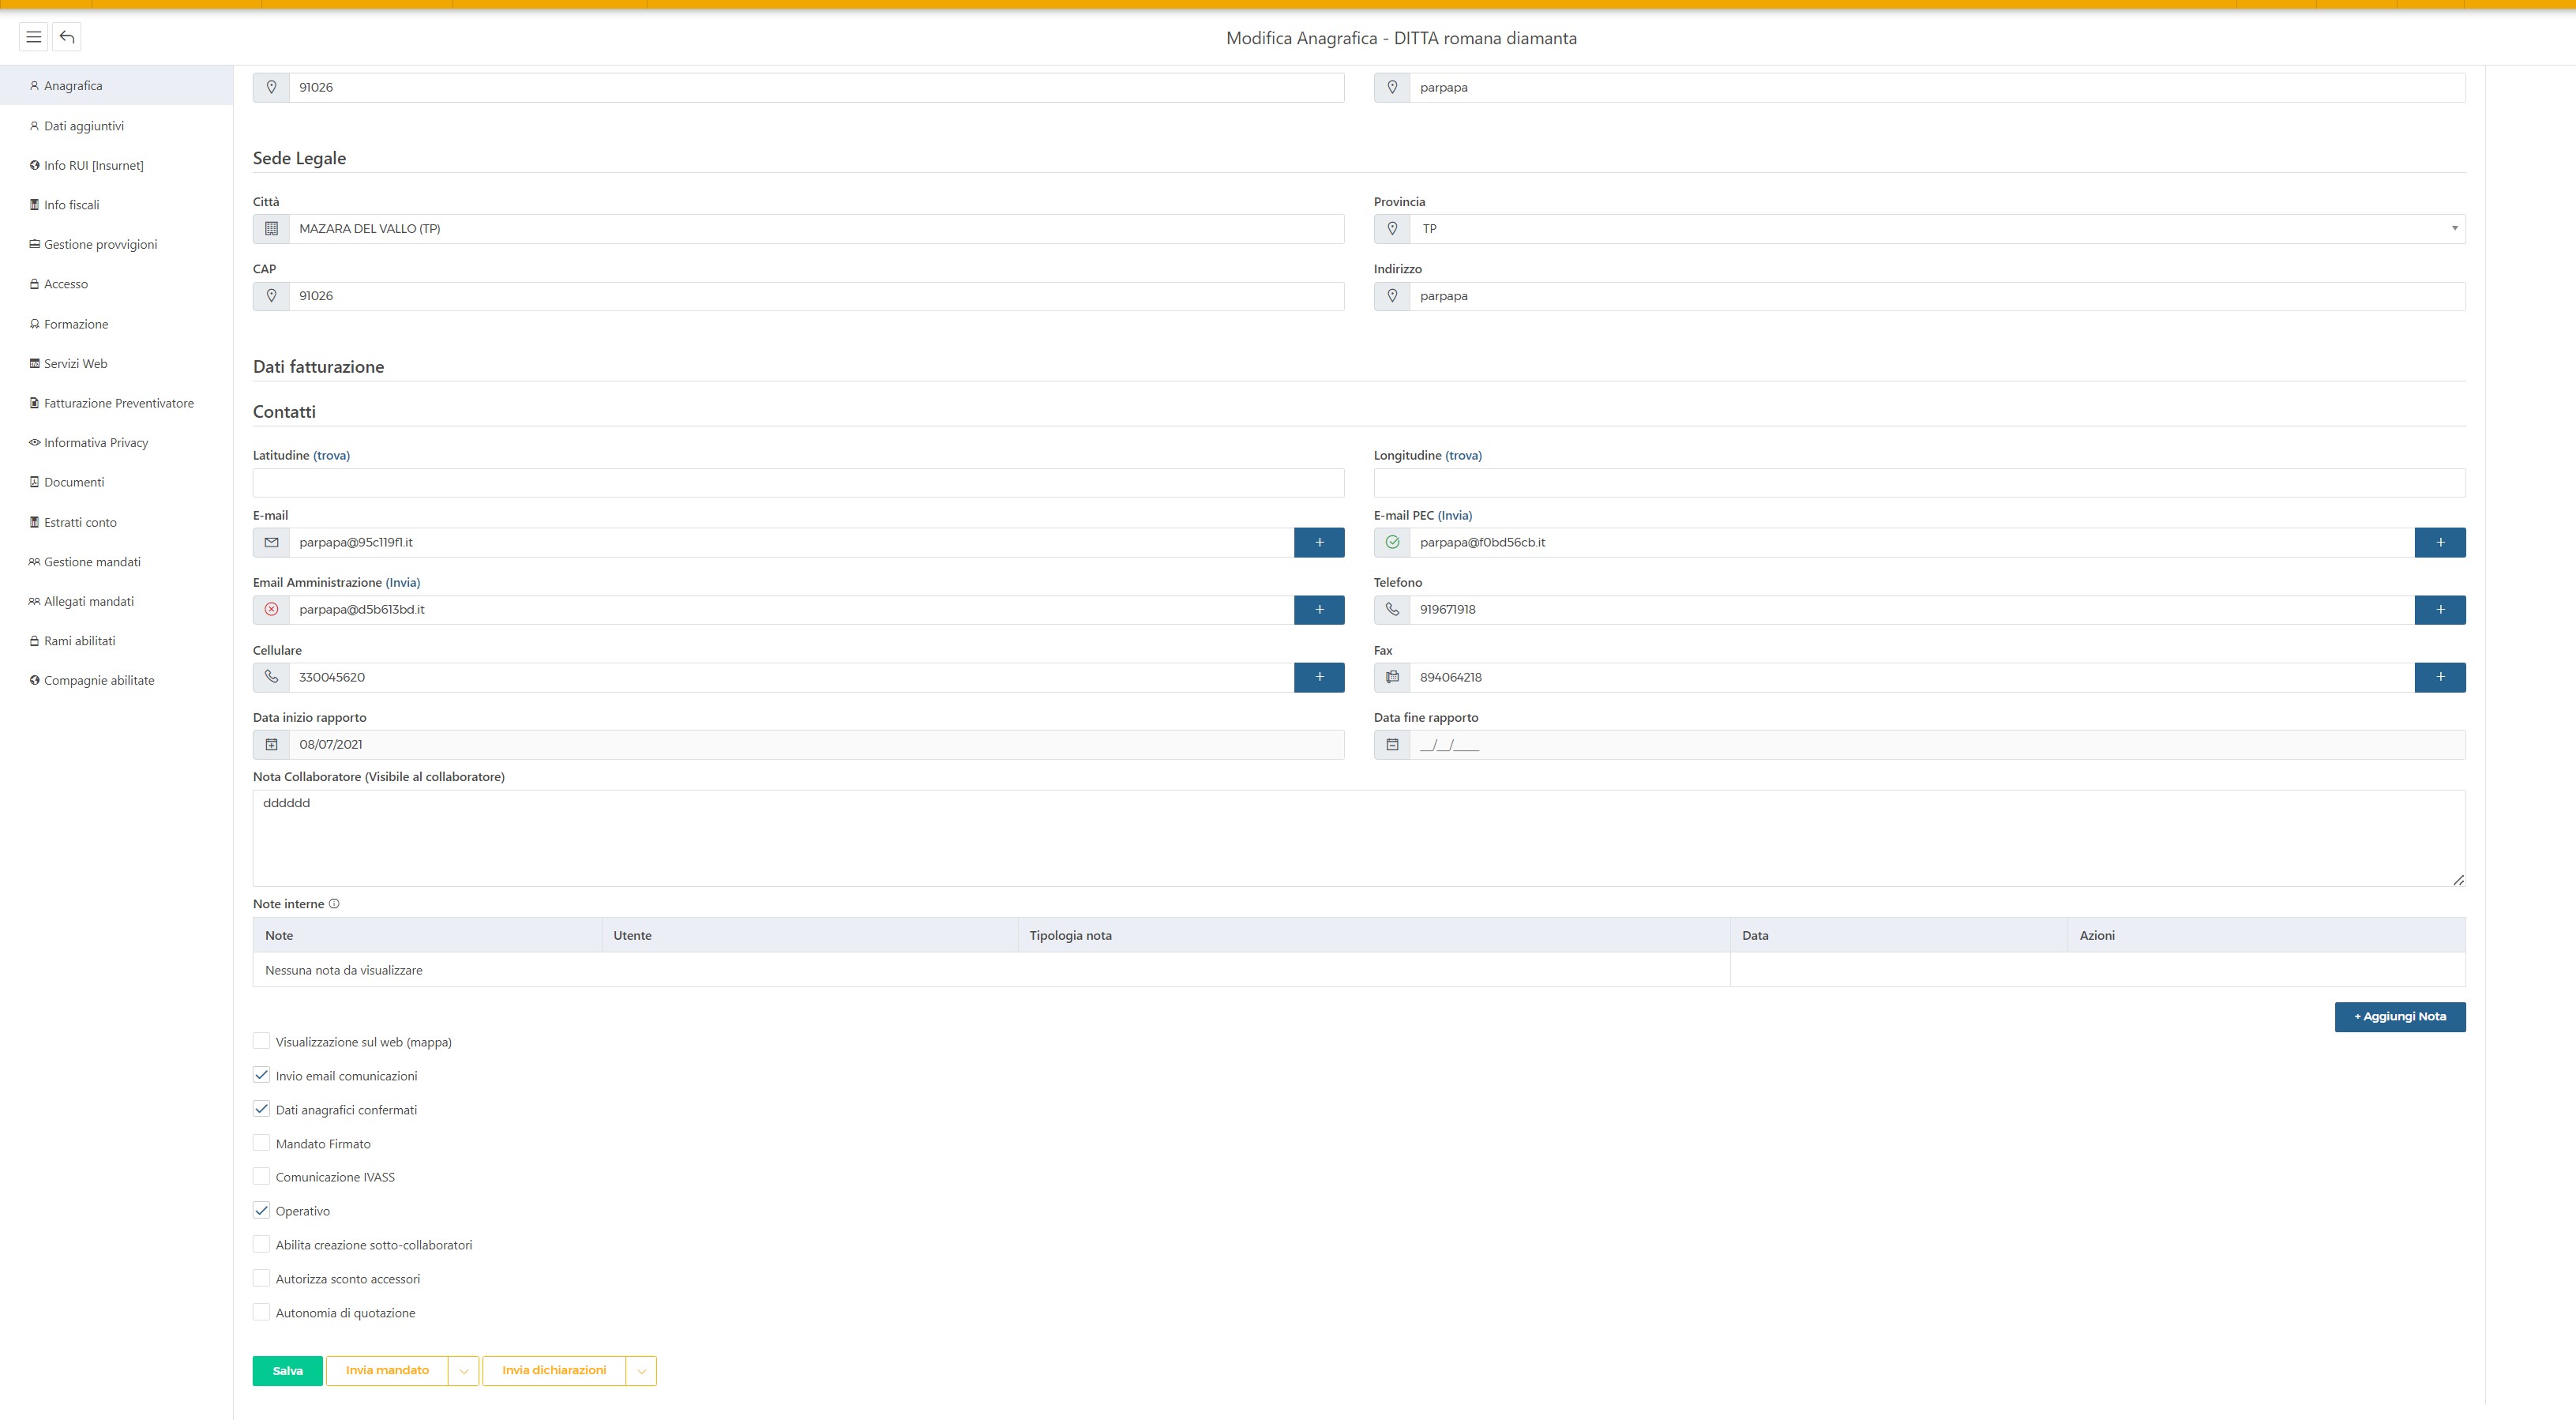 Modifica Anagrafica - DITTA romana diamanta
Anagrafica
Dati aggiuntivi
Info RUI [Insurnet]
Info fiscali
Gestione provvigioni
Accesso
Formazione
Servizi Web
Fatturazione Preventivatore
Informativa Privacy
Documenti
Estratti conto
Gestione mandati
Allegati mandati
Rami abilitati
Compagnie abilitate
91026
parpapa
Sede Legale
Città
Provincia
MAZARA DEL VALLO (TP)
TP
CAP
Indirizzo
91026
parpapa
Dati fatturazione
Contatti
Latitudine (trova)
Longitudine (trova)
E-mail
E-mail PEC (Invia)
parpapa@95c119f1.it
+
parpapa@f0bd56cb.it
+
Email Amministrazione (Invia)
Telefono
parpapa@d5b613bd.it
+
919671918
+
Cellulare
Fax
330045620
+
894064218
+
Data inizio rapporto
Data fine rapporto
08/07/2021
__/__/____
Nota Collaboratore (Visibile al collaboratore)
dddddd
Note interne
Note Utente Tipologia nota Data Azioni
Nessuna nota da visualizzare
+ Aggiungi Nota
Visualizzazione sul web (mappa)
Invio email comunicazioni
Dati anagrafici confermati
Mandato Firmato
Comunicazione IVASS
Operativo
Abilita creazione sotto-collaboratori
Autorizza sconto accessori
Autonomia di quotazione
Salva
Invia mandato
Invia dichiarazioni